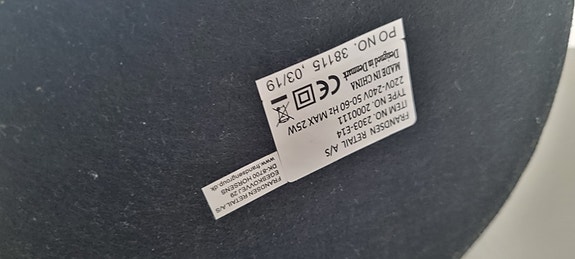 FRANDSEN RETAIL A/S
ITEM NO. 2303-E14
TYPE NO. 2000111
220V-240V 50-60 Hz MAX 25W
MADE IN CHINA
Designed in Denmark
PO NO. 38115 , 03/19
FRANDSEN RETAIL A/S
EGESKOVVEJ 29
DK-8700 HORSENS
www.frandsengroup.dk